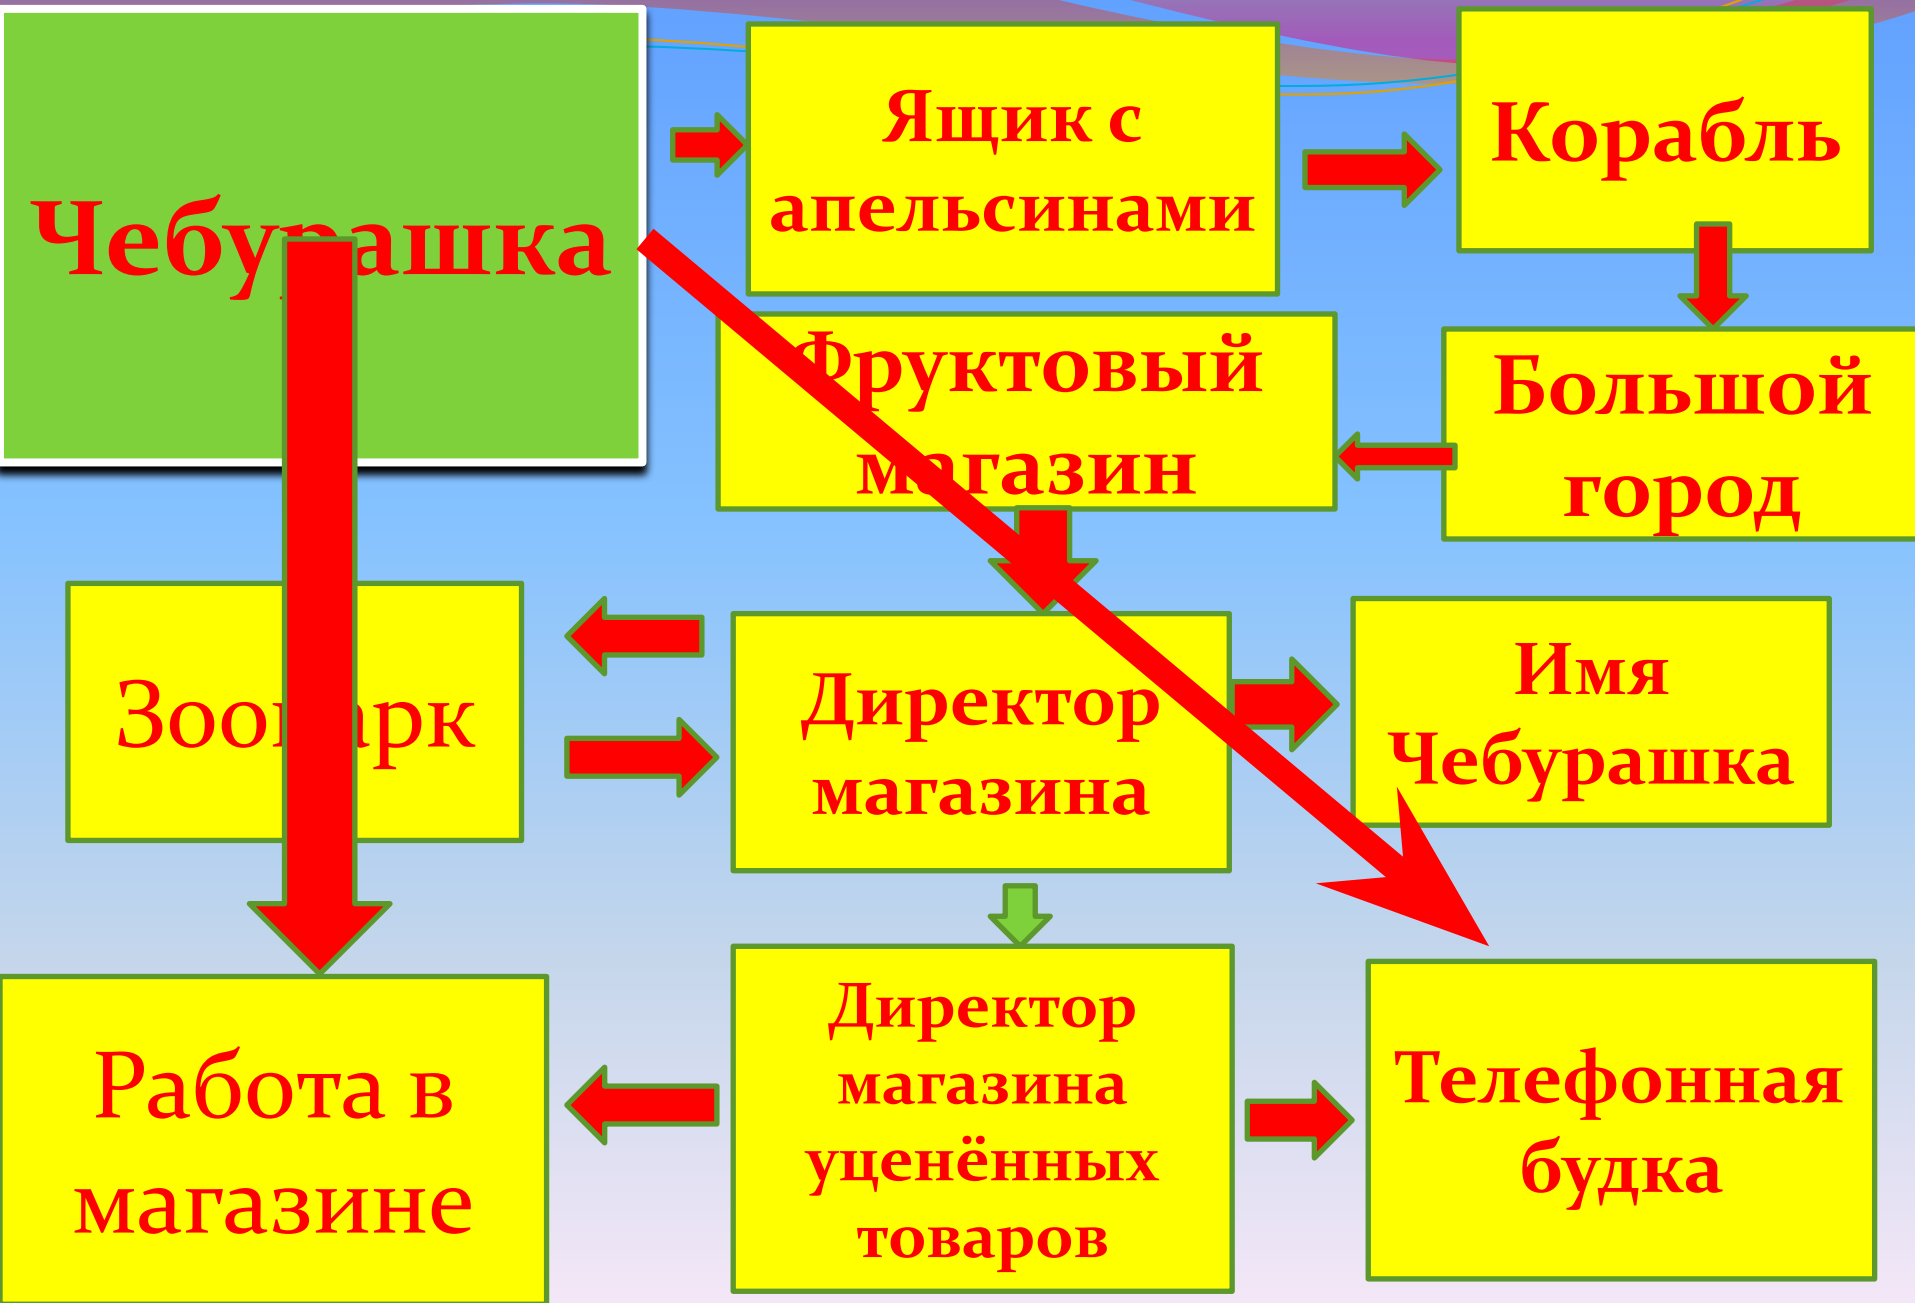 Чебурашка
Ящик с
апельсинами
Корабль
Фруктовый
магазин
Большой
город
Зоопарк
Директор
магазина
Имя
Чебурашка
Работа в
магазине
Директор
магазина
уценённых
товаров
Телефонная
будка